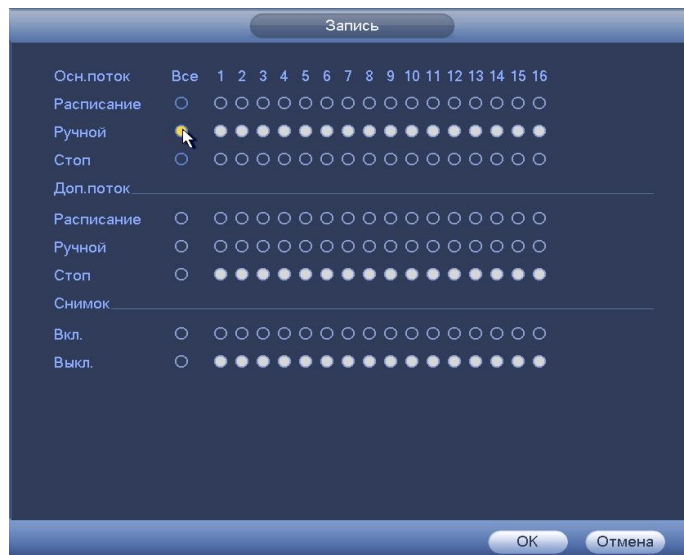 Запись
Осн.поток Все 1 2 3 4 5 6 7 8 9 10 11 12 13 14 15 16
Расписание
Ручной
Стоп
Доп.поток
Расписание
Ручной
Стоп
Снимок
Вкл.
Выкл.
OK Отмена